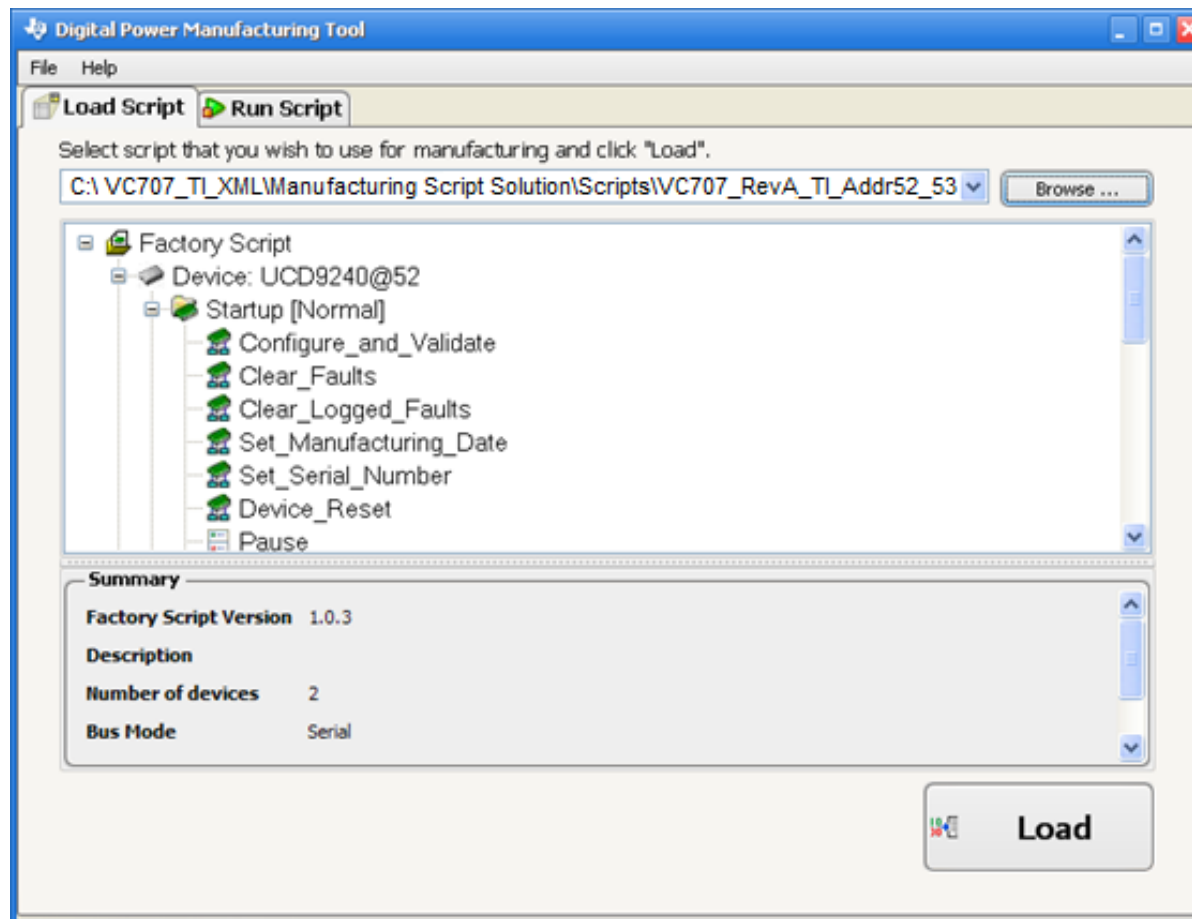 Digital Power Manufacturing Tool
File Help
Load Script Run Script
Select script that you wish to use for manufacturing and click "Load".
C:\ VC707_TI_XML\Manufacturing Script Solution\Scripts\VC707_RevA_TI_Addr52_53 Browse ...
Factory Script
Device: UCD9240@52
Startup [Normal]
Configure_and_Validate
Clear_Faults
Clear_Logged_Faults
Set_Manufacturing_Date
Set_Serial_Number
Device_Reset
Pause
Summary
Factory Script Version 1.0.3
Description
Number of devices 2
Bus Mode Serial
Load